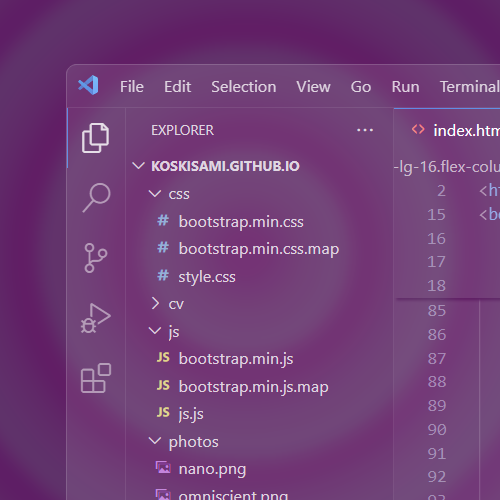 File Edit Selection View Go Run Terminal
EXPLORER ...
index.htm
KOSKISAMI.GITHUB.IO
-lg-16.flex-colu
css
2 <ht
# bootstrap.min.css
15 <bo
# bootstrap.min.css.map
16
17
# style.css
18
cv
85
js
86
JS bootstrap.min.js
87
JS bootstrap.min.js.map
88
JS js.js
89
90
photos
91
nano.png
92
omniscient.png
93